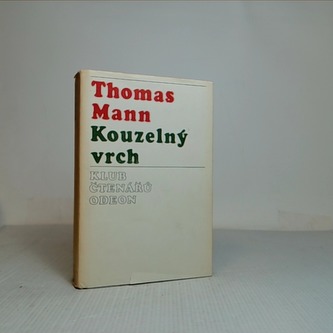 Thomas
Mann
Kouzelný
vrch
KLUB
ČTENÁŘŮ
ODEON